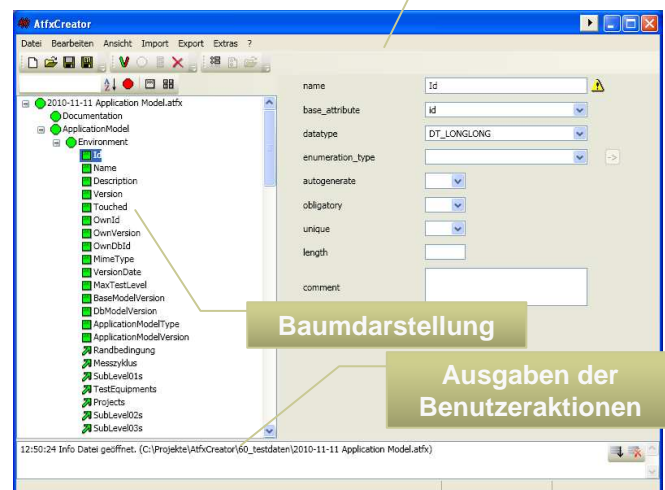 AtfxCreator
Datei Bearbeiten Ansicht Import Export Extras ?
2010-11-11 Application Model.atfx
Documentation
ApplicationModel
Environment
Id
Name
Description
Version
Touched
OwnId
OwnVersion
OwnDbId
MimeType
VersionDate
MaxTestLevel
BaseModelVersion
DbModelVersion
ApplicationModelType
ApplicationModelVersion
Randbedingung
Messzyklus
SubLevel01s
TestEquipments
Projects
SubLevel02s
SubLevel03s
name Id
base_attribute id
datatype DT_LONGLONG
enumeration_type ->
autogenerate
obligatory
unique
length
comment
Baumdarstellung
Ausgaben der
Benutzeraktionen
12:50:24 Info Datei geöffnet. (C:\Projekte\AtfxCreator\60_testdaten\2010-11-11 Application Model.atfx)